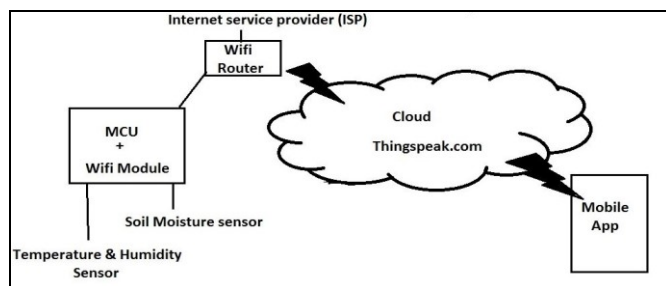 Internet service provider (ISP)
Wifi
Router
Cloud
Thingspeak.com
MCU
+
Wifi Module
Soil Moisture sensor
Temperature & Humidity
Sensor
Mobile
App